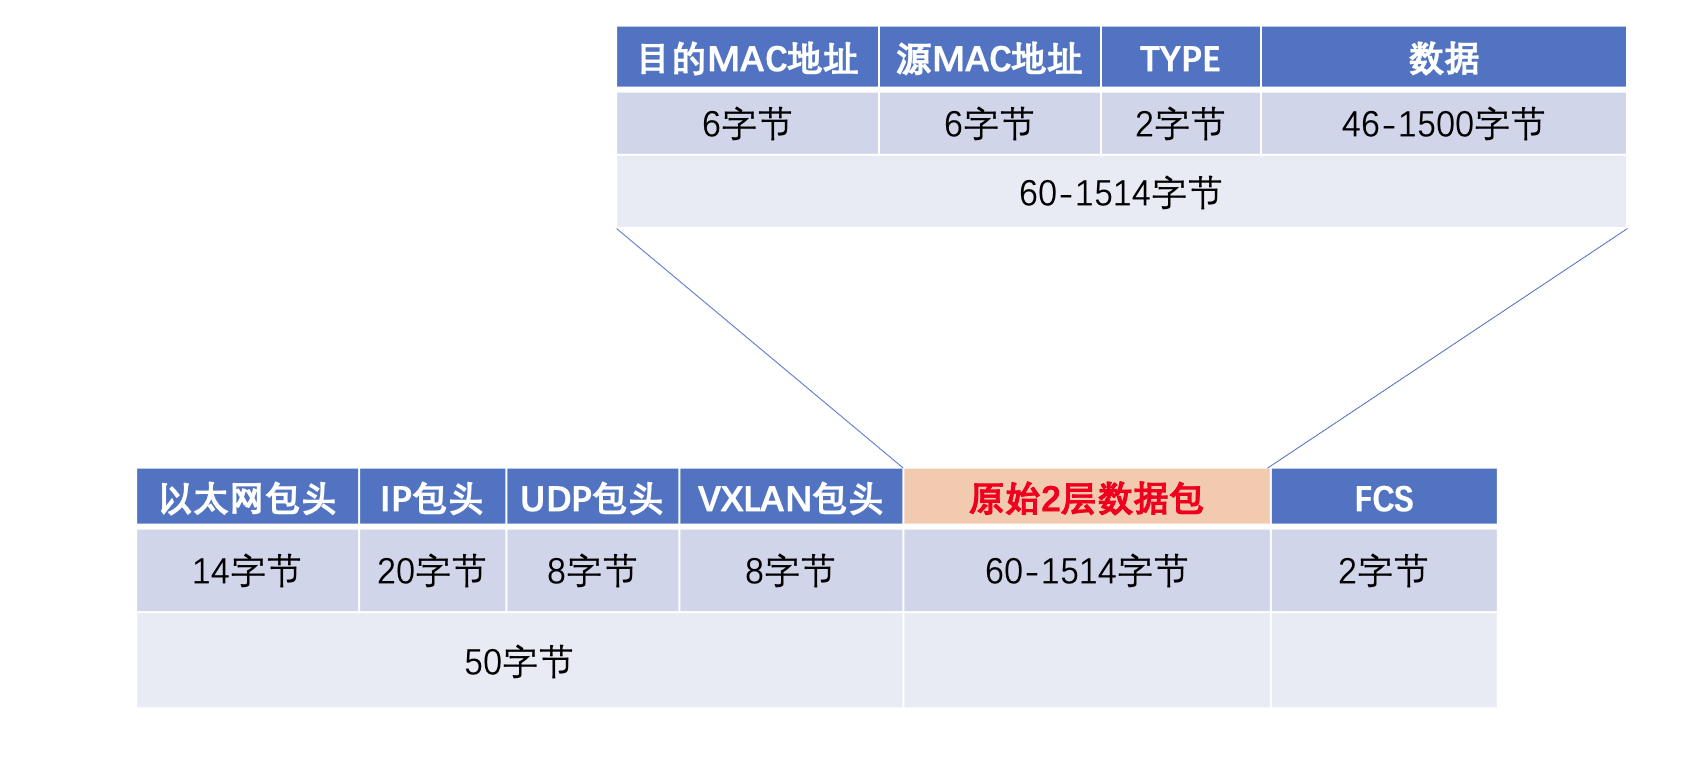 目的MAC地址 源MAC地址 TYPE 数据
6字节 6字节 2字节 46-1500字节
60-1514字节
以太网包头 IP包头 UDP包头 VXLAN包头 原始2层数据包 FCS
14字节 20字节 8字节 8字节 60-1514字节 2字节
50字节